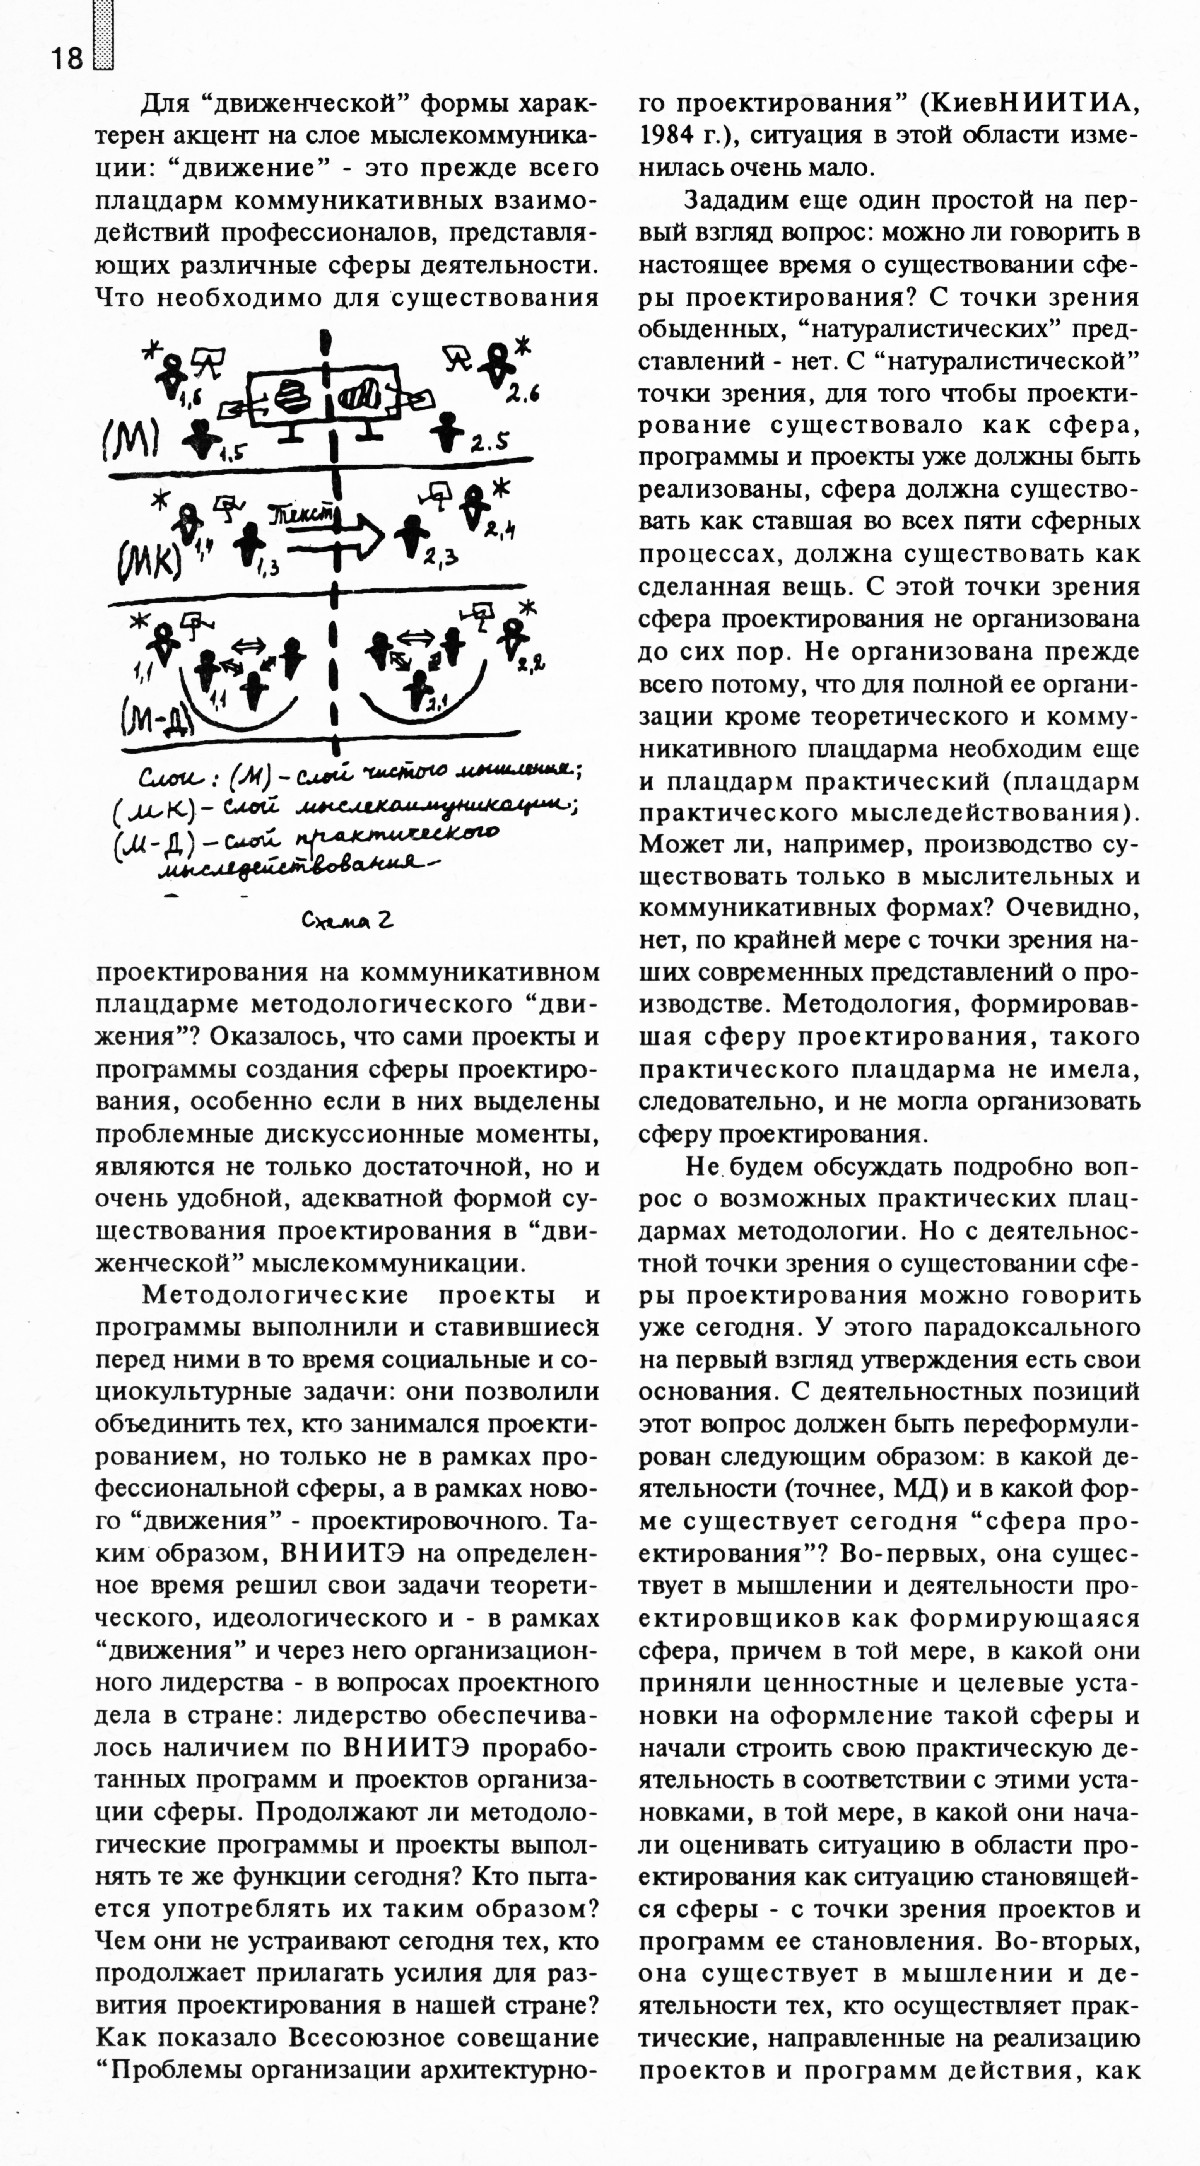 18
Для “движенческой” формы харак-
терен акцент на слое мыслекоммуника-
ции: “движение” - это прежде всего
плацдарм коммуникативных взаимо-
действий профессионалов, представля-
ющих различные сферы деятельности.
Что необходимо для существования
*
*
1,6
2.6
(М)
1,5
2.5
*
*
Текст
1,4
2,4
(МК)
1,3
2,3
*
*
1,1
2,2
1,1
2,1
(М-Д)
Слои: (М) - слой чистого мышления;
(М К) - слой мыслекоммуникации;
(М-Д) - слой практического
мыследействования -
Схема 2
проектирования на коммуникативном
плацдарме методологического “дви-
жения”? Оказалось, что сами проекты и
программы создания сферы проектиро-
вания, особенно если в них выделены
проблемные дискуссионные моменты,
являются не только достаточной, но и
очень удобной, адекватной формой су-
ществования проектирования в “дви-
женческой” мыслекоммуникации.
Методологические проекты и
программы выполнили и ставившиеся
перед ними в то время социальные и со-
циокультурные задачи: они позволили
объединить тех, кто занимался проекти-
рованием, но только не в рамках про-
фессиональной сферы, а в рамках ново-
го “движения” - проектировочного. Та-
ким образом, ВНИИТЭ на определен-
ное время решил свои задачи теорети-
ческого, идеологического и - в рамках
“движения” и через него организацион-
ного лидерства - в вопросах проектного
дела в стране: лидерство обеспечива-
лось наличием по ВНИИТЭ прорабо-
танных программ и проектов организа-
ции сферы. Продолжают ли методоло-
гические программы и проекты выпол-
нять те же функции сегодня? Кто пыта-
ется употреблять их таким образом?
Чем они не устраивают сегодня тех, кто
продолжает прилагать усилия для раз-
вития проектирования в нашей стране?
Как показало Всесоюзное совещание
“Проблемы организации архитектурно-
го проектирования” (КиевНИИТИА,
1984 г.), ситуация в этой области изме-
нилась очень мало.
Зададим еще один простой на пер-
вый взгляд вопрос: можно ли говорить в
настоящее время о существовании сфе-
ры проектирования? С точки зрения
обыденных, “натуралистических” пред-
ставлений - нет. С “натуралистической”
точки зрения, для того чтобы проекти-
рование существовало как сфера,
программы и проекты уже должны быть
реализованы, сфера должна существо-
вать как ставшая во всех пяти сферных
процессах, должна существовать как
сделанная вещь. С этой точки зрения
сфера проектирования не организована
до сих пор. Не организована прежде
всего потому, что для полной ее органи-
зации кроме теоретического и комму-
никативного плацдарма необходим еще
и плацдарм практический (плацдарм
практического мыследействования).
Может ли, например, производство су-
ществовать только в мыслительных и
коммуникативных формах? Очевидно,
нет, по крайней мере с точки зрения на-
ших современных представлений о про-
изводстве. Методология, формировав-
шая сферу проектирования, такого
практического плацдарма не имела,
следовательно, и не могла организовать
сферу проектирования.
Не будем обсуждать подробно воп-
рос о возможных практических плац-
дармах методологии. Но с деятельнос-
тной точки зрения о сущестовании сфе-
ры проектирования можно говорить
уже сегодня. У этого парадоксального
на первый взгляд утверждения есть свои
основания. С деятельностных позиций
этот вопрос должен быть переформули-
рован следующим образом: в какой де-
ятельности (точнее, МД) и в какой фор-
ме существует сегодня “сфера про-
ектирования”? Во-первых, она сущес-
твует в мышлении и деятельности про-
ектировщиков как формирующаяся
сфера, причем в той мере, в какой они
приняли ценностные и целевые уста-
новки на оформление такой сферы и
начали строить свою практическую де-
ятельность в соответствии с этими уста-
новками, в той мере, в какой они нача-
ли оценивать ситуацию в области про-
ектирования как ситуацию становящей-
ся сферы - с точки зрения проектов и
программ ее становления. Во-вторых,
она существует в мышлении и де-
ятельности тех, кто осуществляет прак-
тические, направленные на реализацию
проектов и программ действия, как